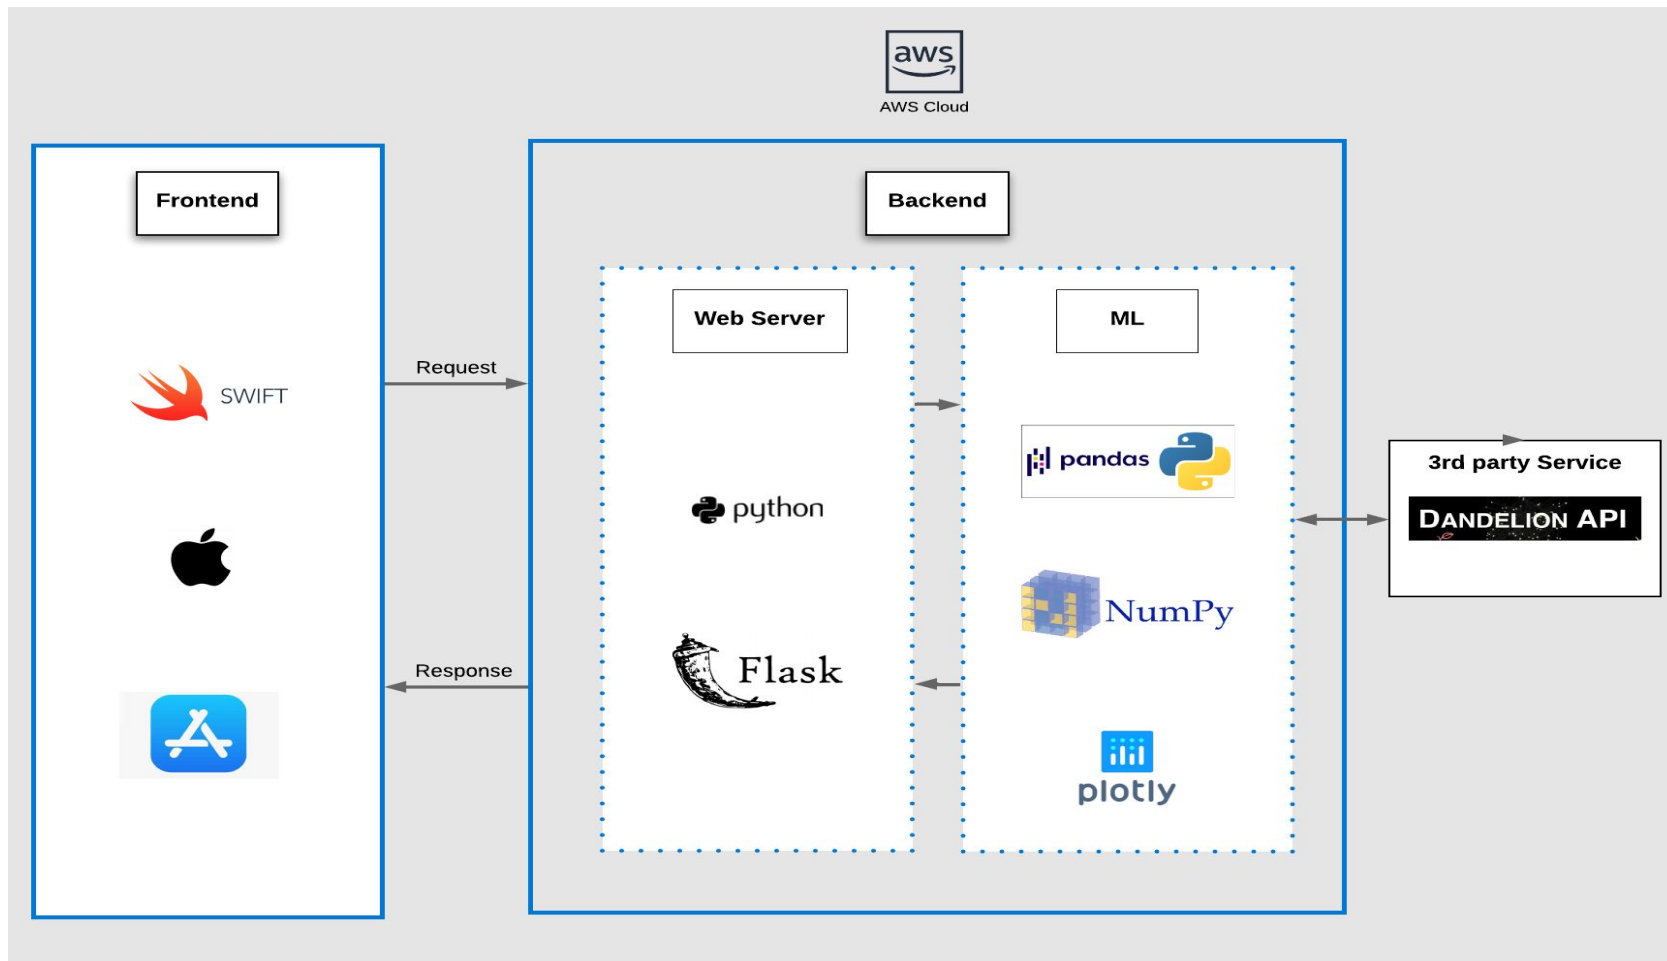 aws
AWS Cloud
Frontend
Backend
Web Server
ML
Request
SWIFT
pandas
3rd party Service
python
DANDELION API
NumPy
Response
Flask
plotly